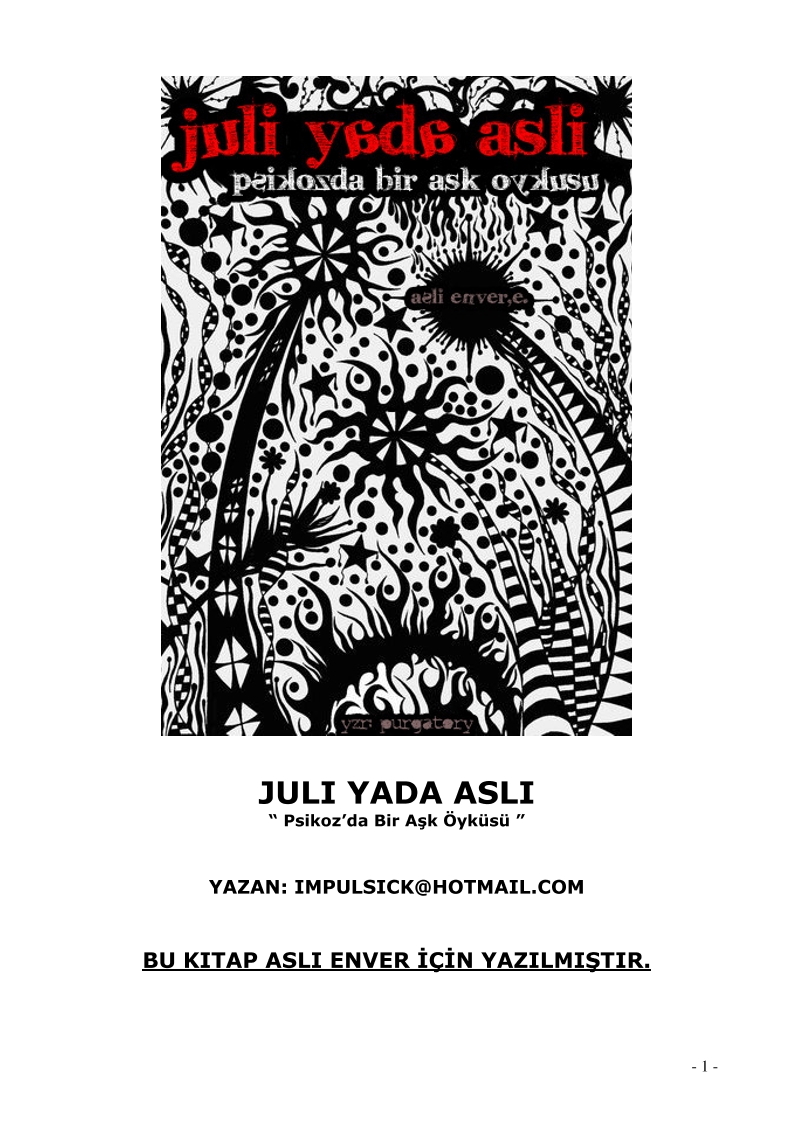 juli yada asli
psikozda bir ask oykusu
asli enver,e.
yzr: purgatory
JULI YADA ASLI
“ Psikoz’da Bir Aşk Öyküsü ”
YAZAN: IMPULSICK@HOTMAIL.COM
BU KITAP ASLI ENVER İÇİN YAZILMIŞTIR.
- 1 -